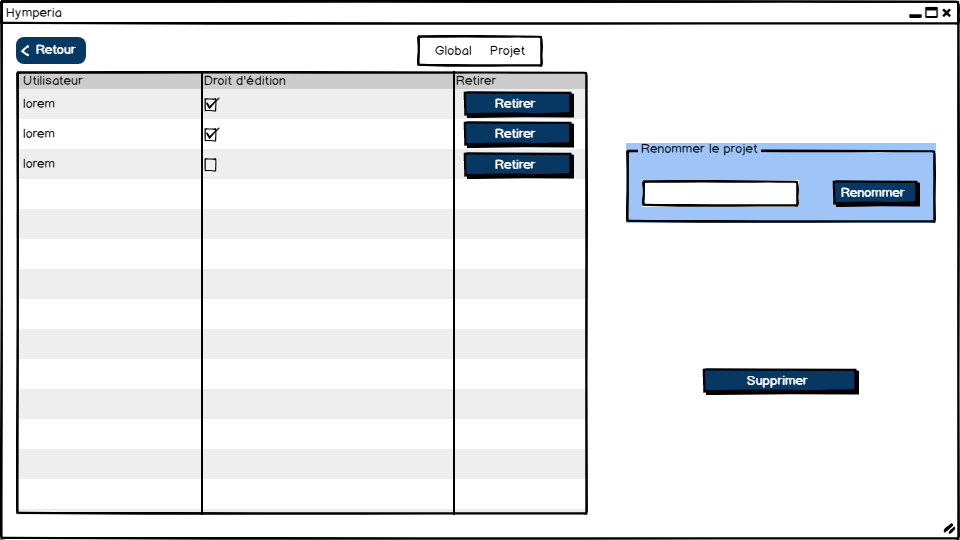 Hymperia
Retour
Global Projet
Utilisateur Droit d'édition Retirer
lorem Retirer
lorem Retirer
lorem Retirer
Renommer le projet
Renommer
Supprimer